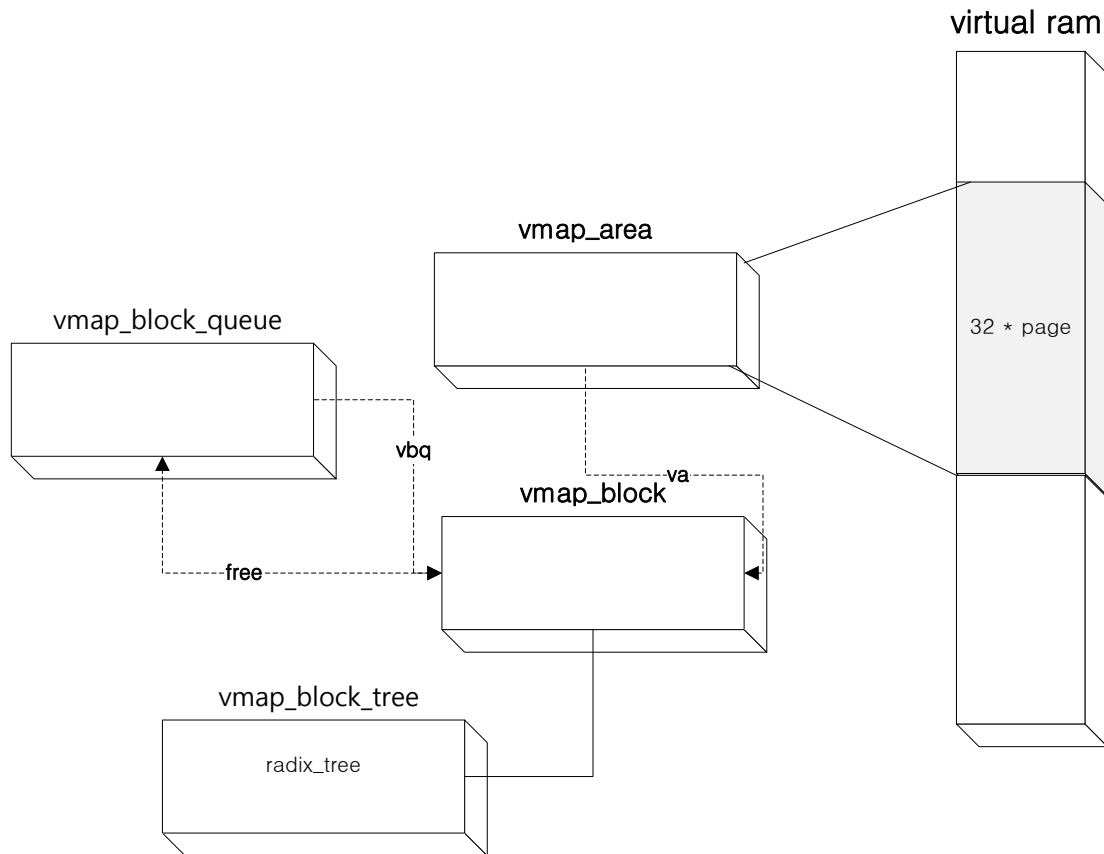 virtual ram
vmap_area
vmap_block_queue
32 * page
vbq
va
vmap_block
free
vmap_block_tree
radix_tree